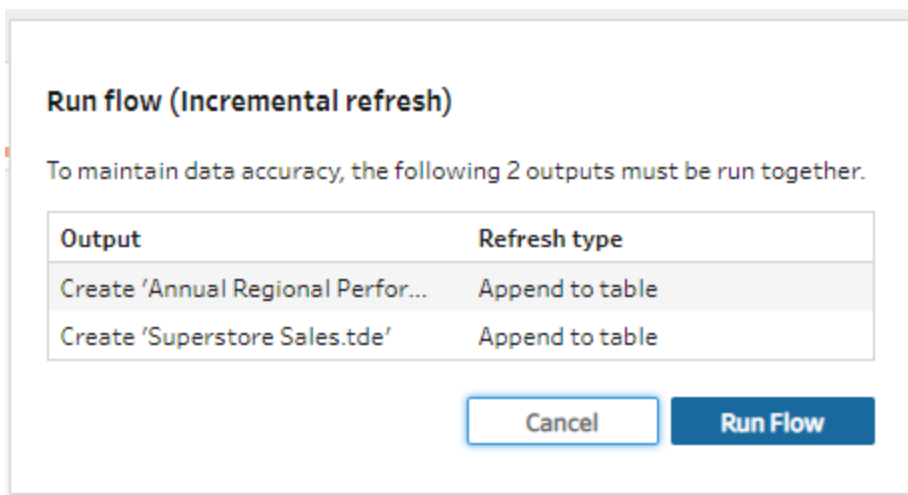 Run flow (Incremental refresh)
To maintain data accuracy, the following 2 outputs must be run together.
Output Refresh type
Create 'Annual Regional Perfor... Append to table
Create 'Superstore Sales.tde' Append to table
Cancel Run Flow